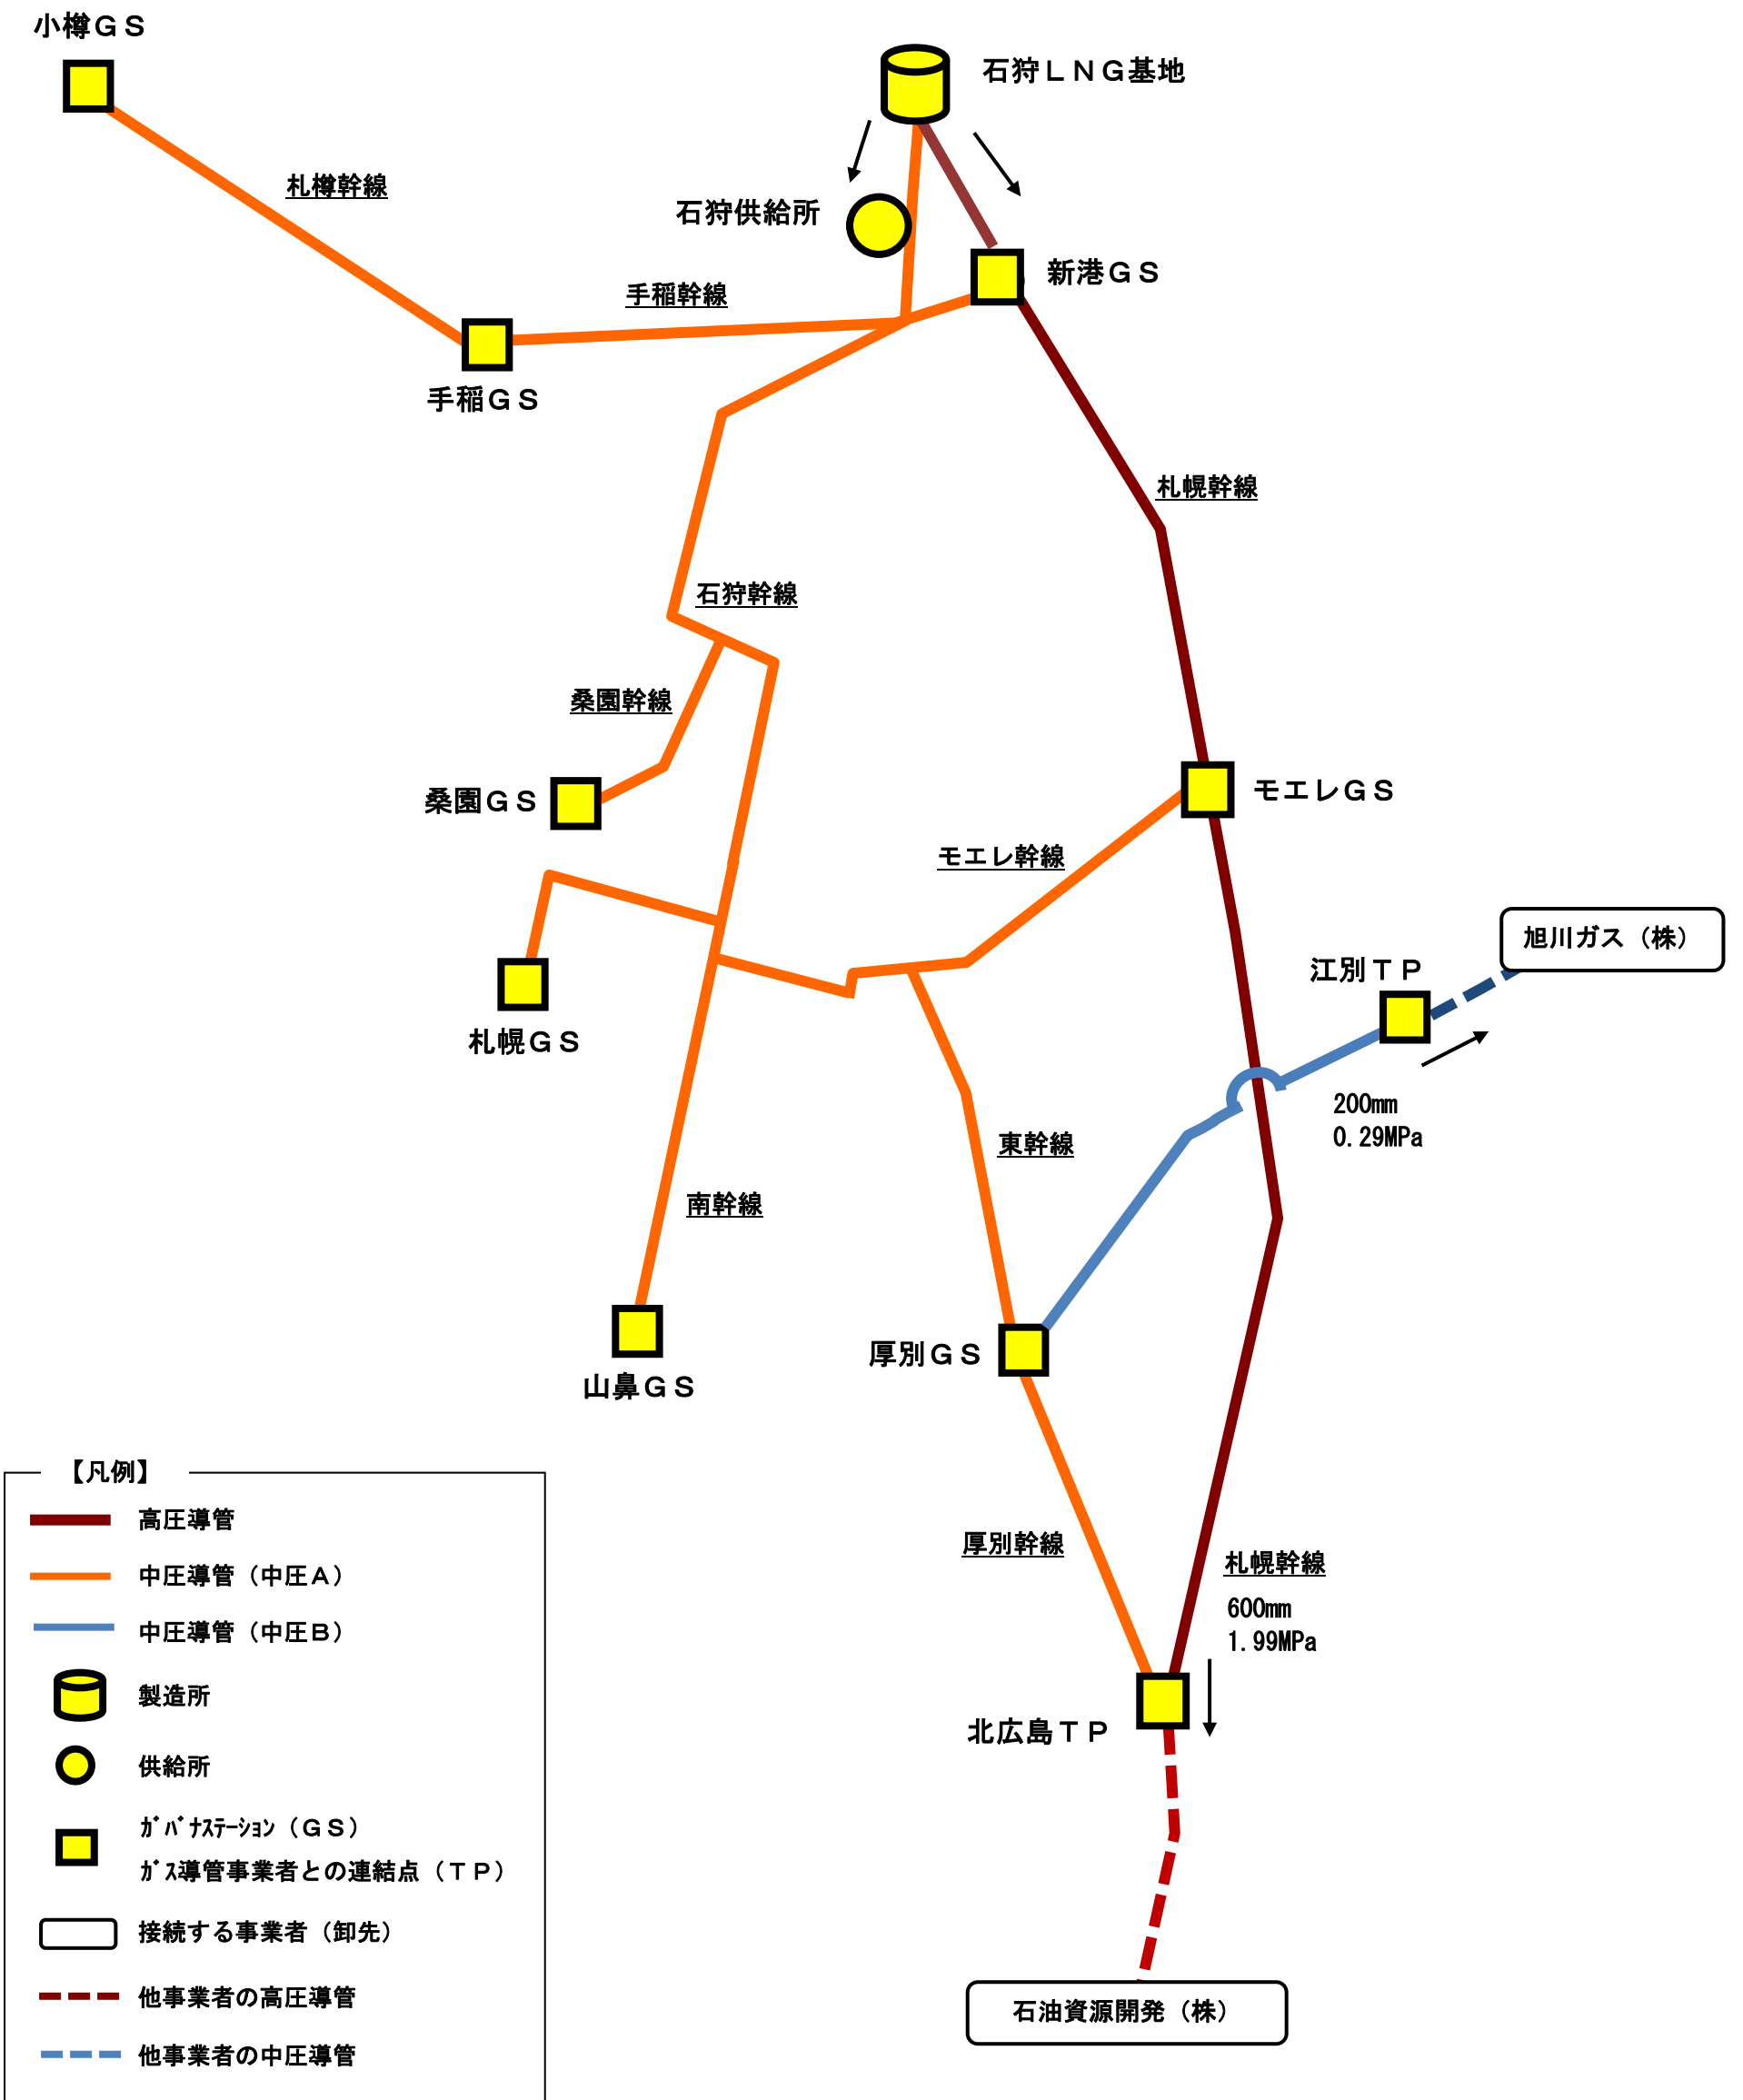 小樽ＧＳ
石狩ＬＮＧ基地
札樽幹線
石狩供給所
新港ＧＳ
手稲幹線
手稲ＧＳ
札幌幹線
石狩幹線
桑園幹線
桑園ＧＳ
モエレＧＳ
モエレ幹線
旭川ガス（株）
江別ＴＰ
札幌ＧＳ
200mm
0.29MPa
東幹線
南幹線
厚別ＧＳ
山鼻ＧＳ
厚別幹線
札幌幹線
600mm
1.99MPa
北広島ＴＰ
石油資源開発（株）
【凡例】
高圧導管
中圧導管（中圧Ａ）
中圧導管（中圧Ｂ）
製造所
供給所
ｶﾞﾊﾞﾅｽﾃｰｼｮﾝ（ＧＳ）
ｶﾞｽ導管事業者との連結点（ＴＰ）
接続する事業者（卸先）
他事業者の高圧導管
他事業者の中圧導管